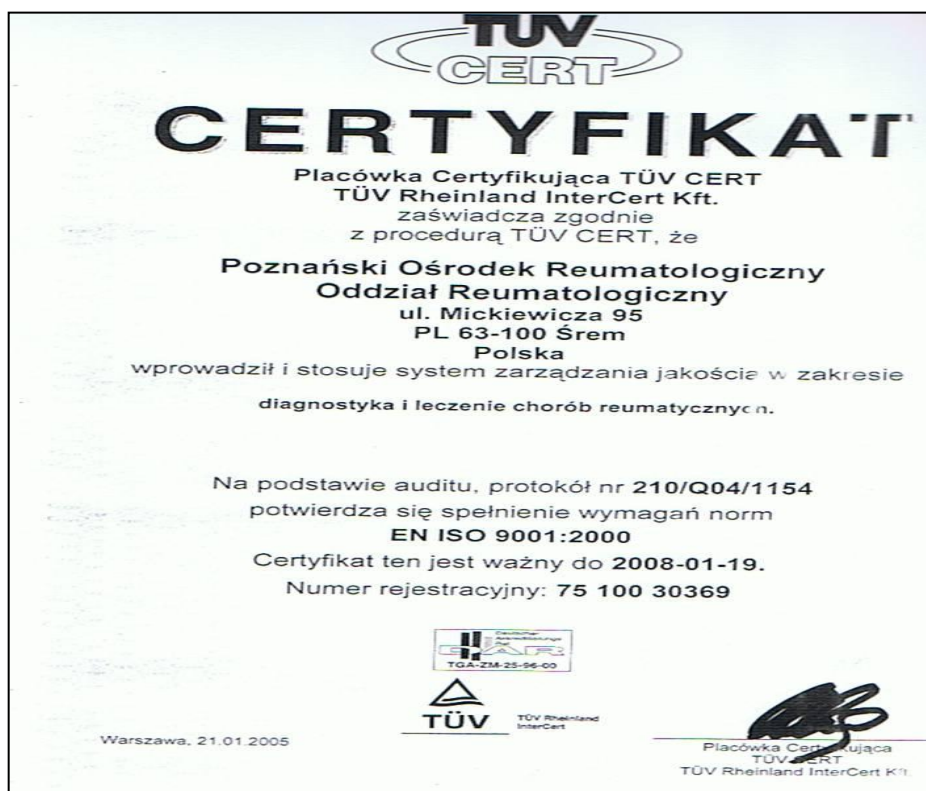 TÜV
CERT
CERTYFIKAT
Placówka Certyfikująca TÜV CERT
TÜV Rheinland InterCert Kft.
zaświadcza zgodnie
z procedurą TÜV CERT, że
Poznański Ośrodek Reumatologiczny
Oddział Reumatologiczny
ul. Mickiewicza 95
PL 63-100 Śrem
Polska
wprowadził i stosuje system zarządzania jakością w zakresie
diagnostyka i leczenie chorób reumatycznych.
Na podstawie auditu, protokół nr 210/Q04/1154
potwierdza się spełnienie wymagań norm
EN ISO 9001:2000
Certyfikat ten jest ważny do 2008-01-19.
Numer rejestracyjny: 75 100 30369
Deutscher
Akkreditierungs
Rat
DAR
TGA-ZM-25-96-00
TÜV
TÜV Rheinland
InterCert
Warszawa, 21.01.2005
Placówka Certyfikująca
TÜV CERT
TÜV Rheinland InterCert Kft.